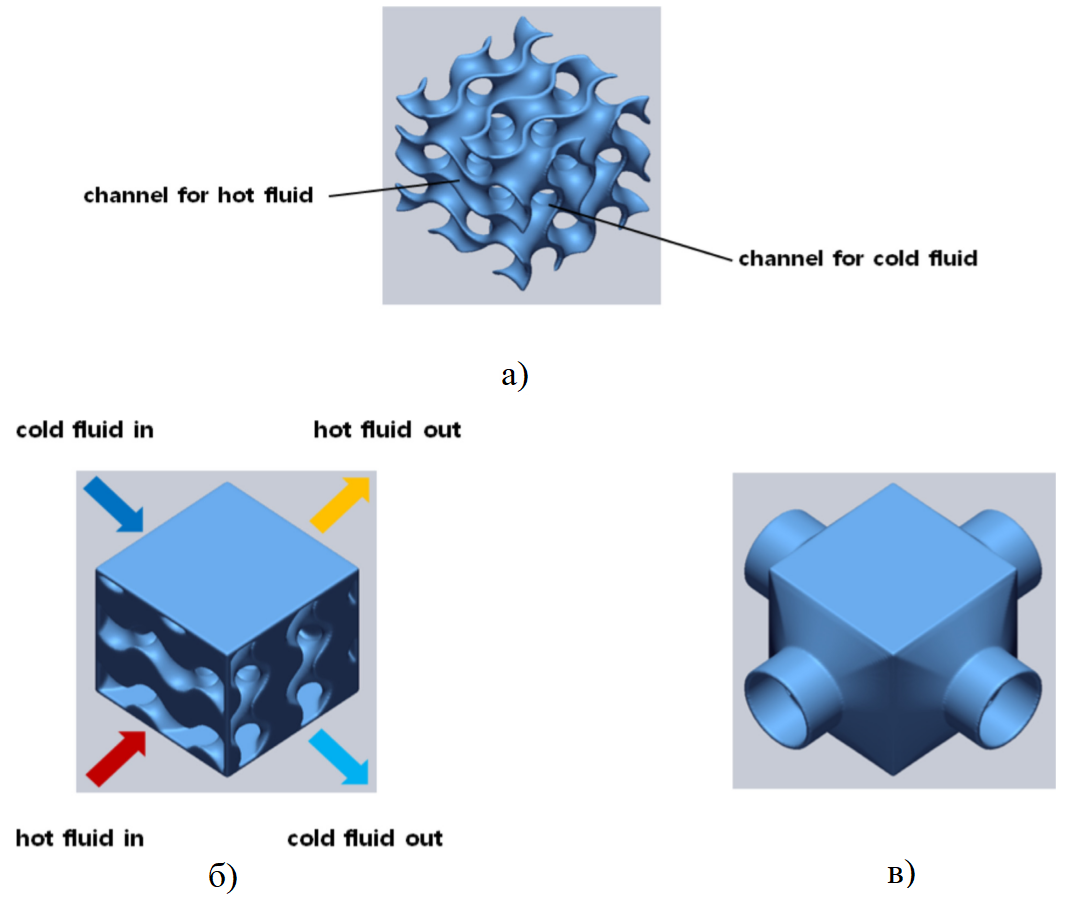 channel for hot fluid
channel for cold fluid
а)
cold fluid in
hot fluid out
hot fluid in
cold fluid out
б)
в)